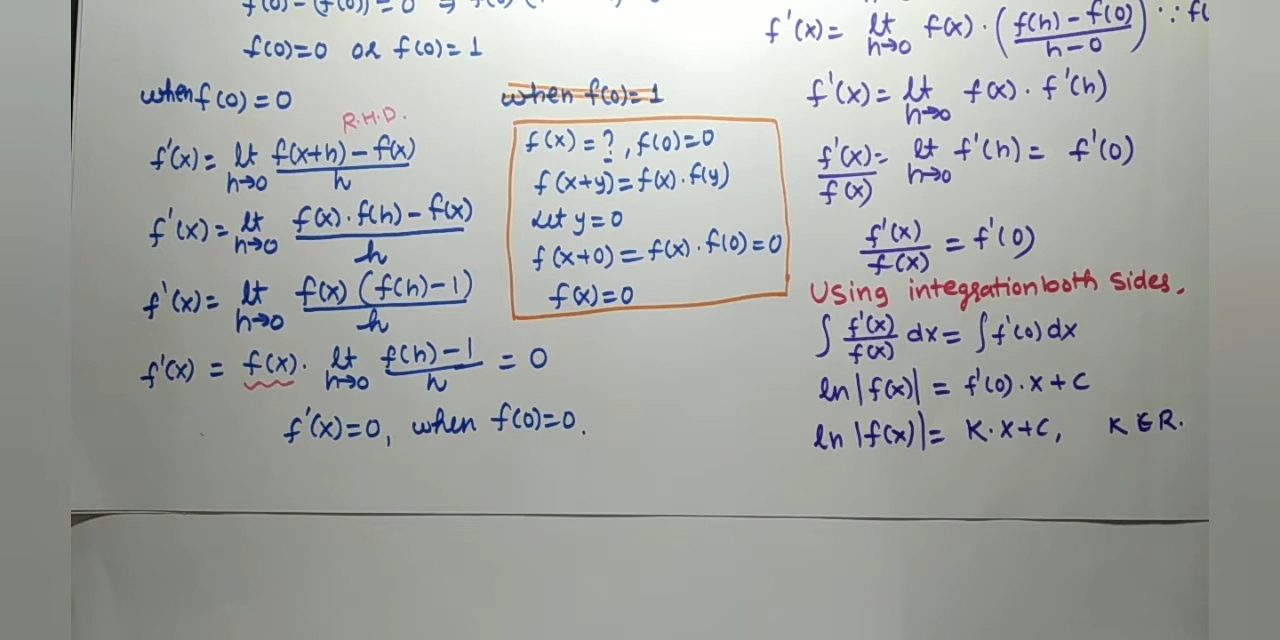 f(0)=0 or f(0)=1
when f(0)=0
R.H.D.
f'(x)= lt h→0 f(x+h)-f(x)/h
f'(x)= lt h→0 f(x)·f(h)-f(x)/h
f'(x)= lt h→0 f(x)(f(h)-1)/h
f'(x) = f(x). lt h→0 f(h)-1/h = 0
f'(x)=0, when f(0)=0.
when f(0)=1
f(x)=?, f(0)=0
f(x+y)=f(x).f(y)
Let y=0
f(x+0)=f(x).f(0)=0
f(x)=0
f'(x)= lt h→0 f(x)·(f(h)-f(0)/h-0) ∵ f(
f'(x)= lt h→0 f(x)·f'(h)
f'(x)/f(x)= lt h→0 f'(h)= f'(0)
f'(x)/f(x) = f'(0)
Using integration both sides.
∫ f'(x)/f(x) dx = ∫f'(0)dx
ln|f(x)| = f'(0)·x+c
ln|f(x)|= K·x+c, K∈R.